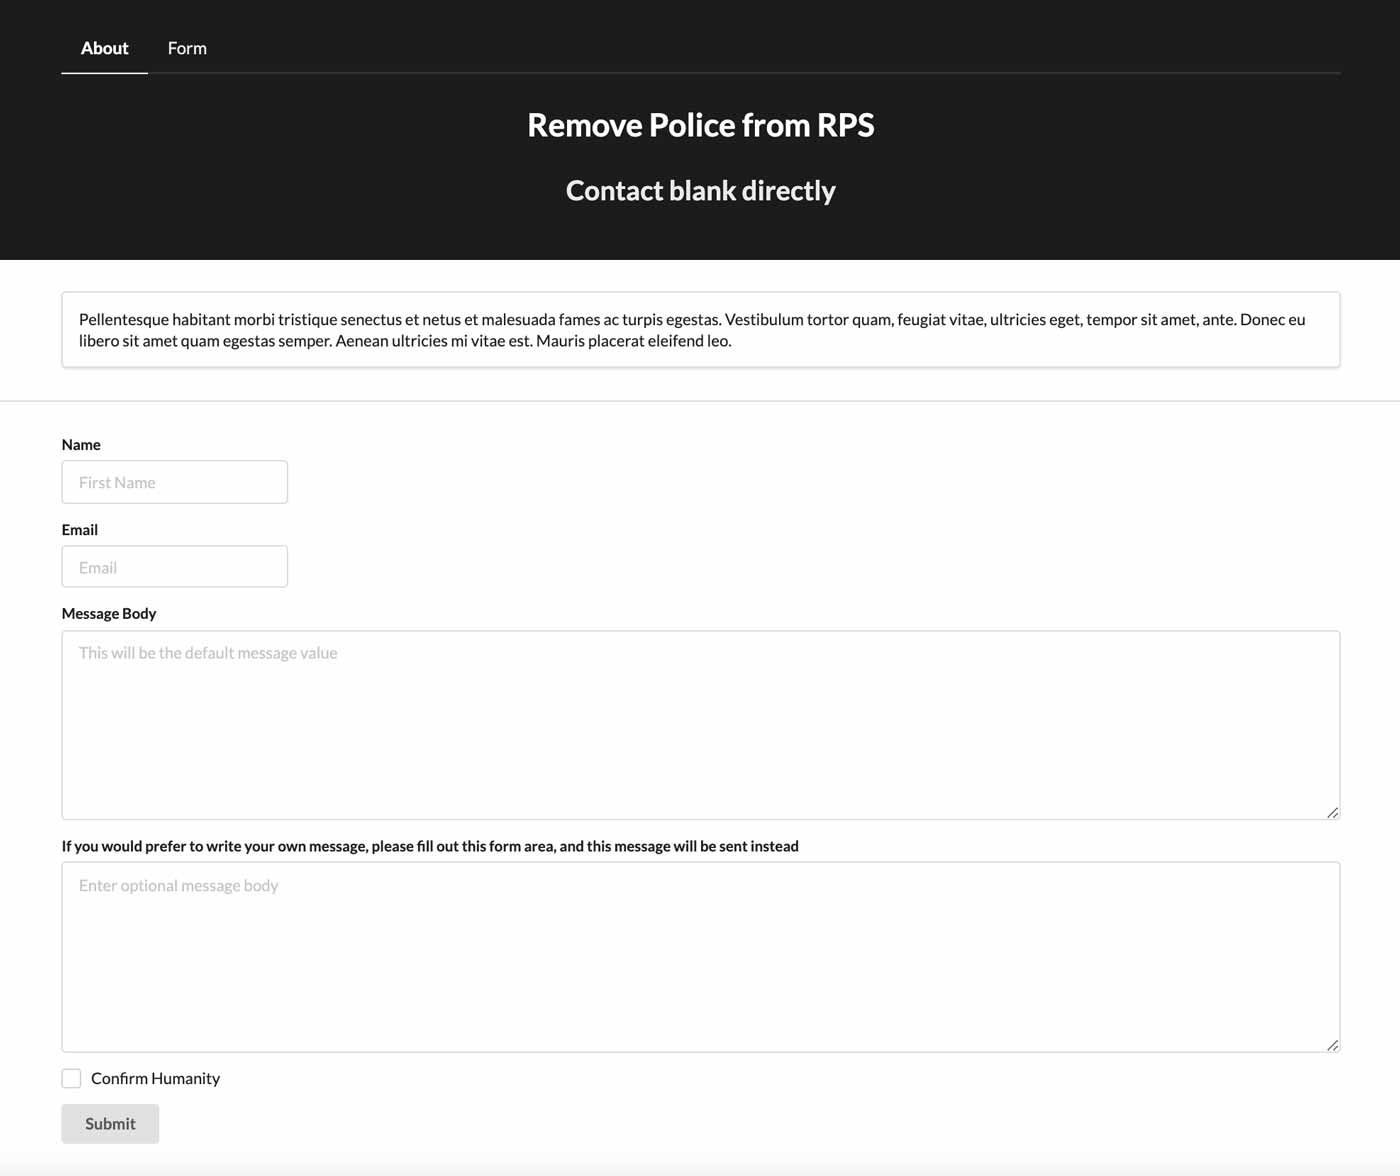 About Form
Remove Police from RPS
Contact blank directly
Pellentesque habitant morbi tristique senectus et netus et malesuada fames ac turpis egestas. Vestibulum tortor quam, feugiat vitae, ultricies eget, tempor sit amet, ante. Donec eu
libero sit amet quam egestas semper. Aenean ultricies mi vitae est. Mauris placerat eleifend leo.
Name
First Name
Email
Email
Message Body
This will be the default message value
If you would prefer to write your own message, please fill out this form area, and this message will be sent instead
Enter optional message body
Confirm Humanity
Submit